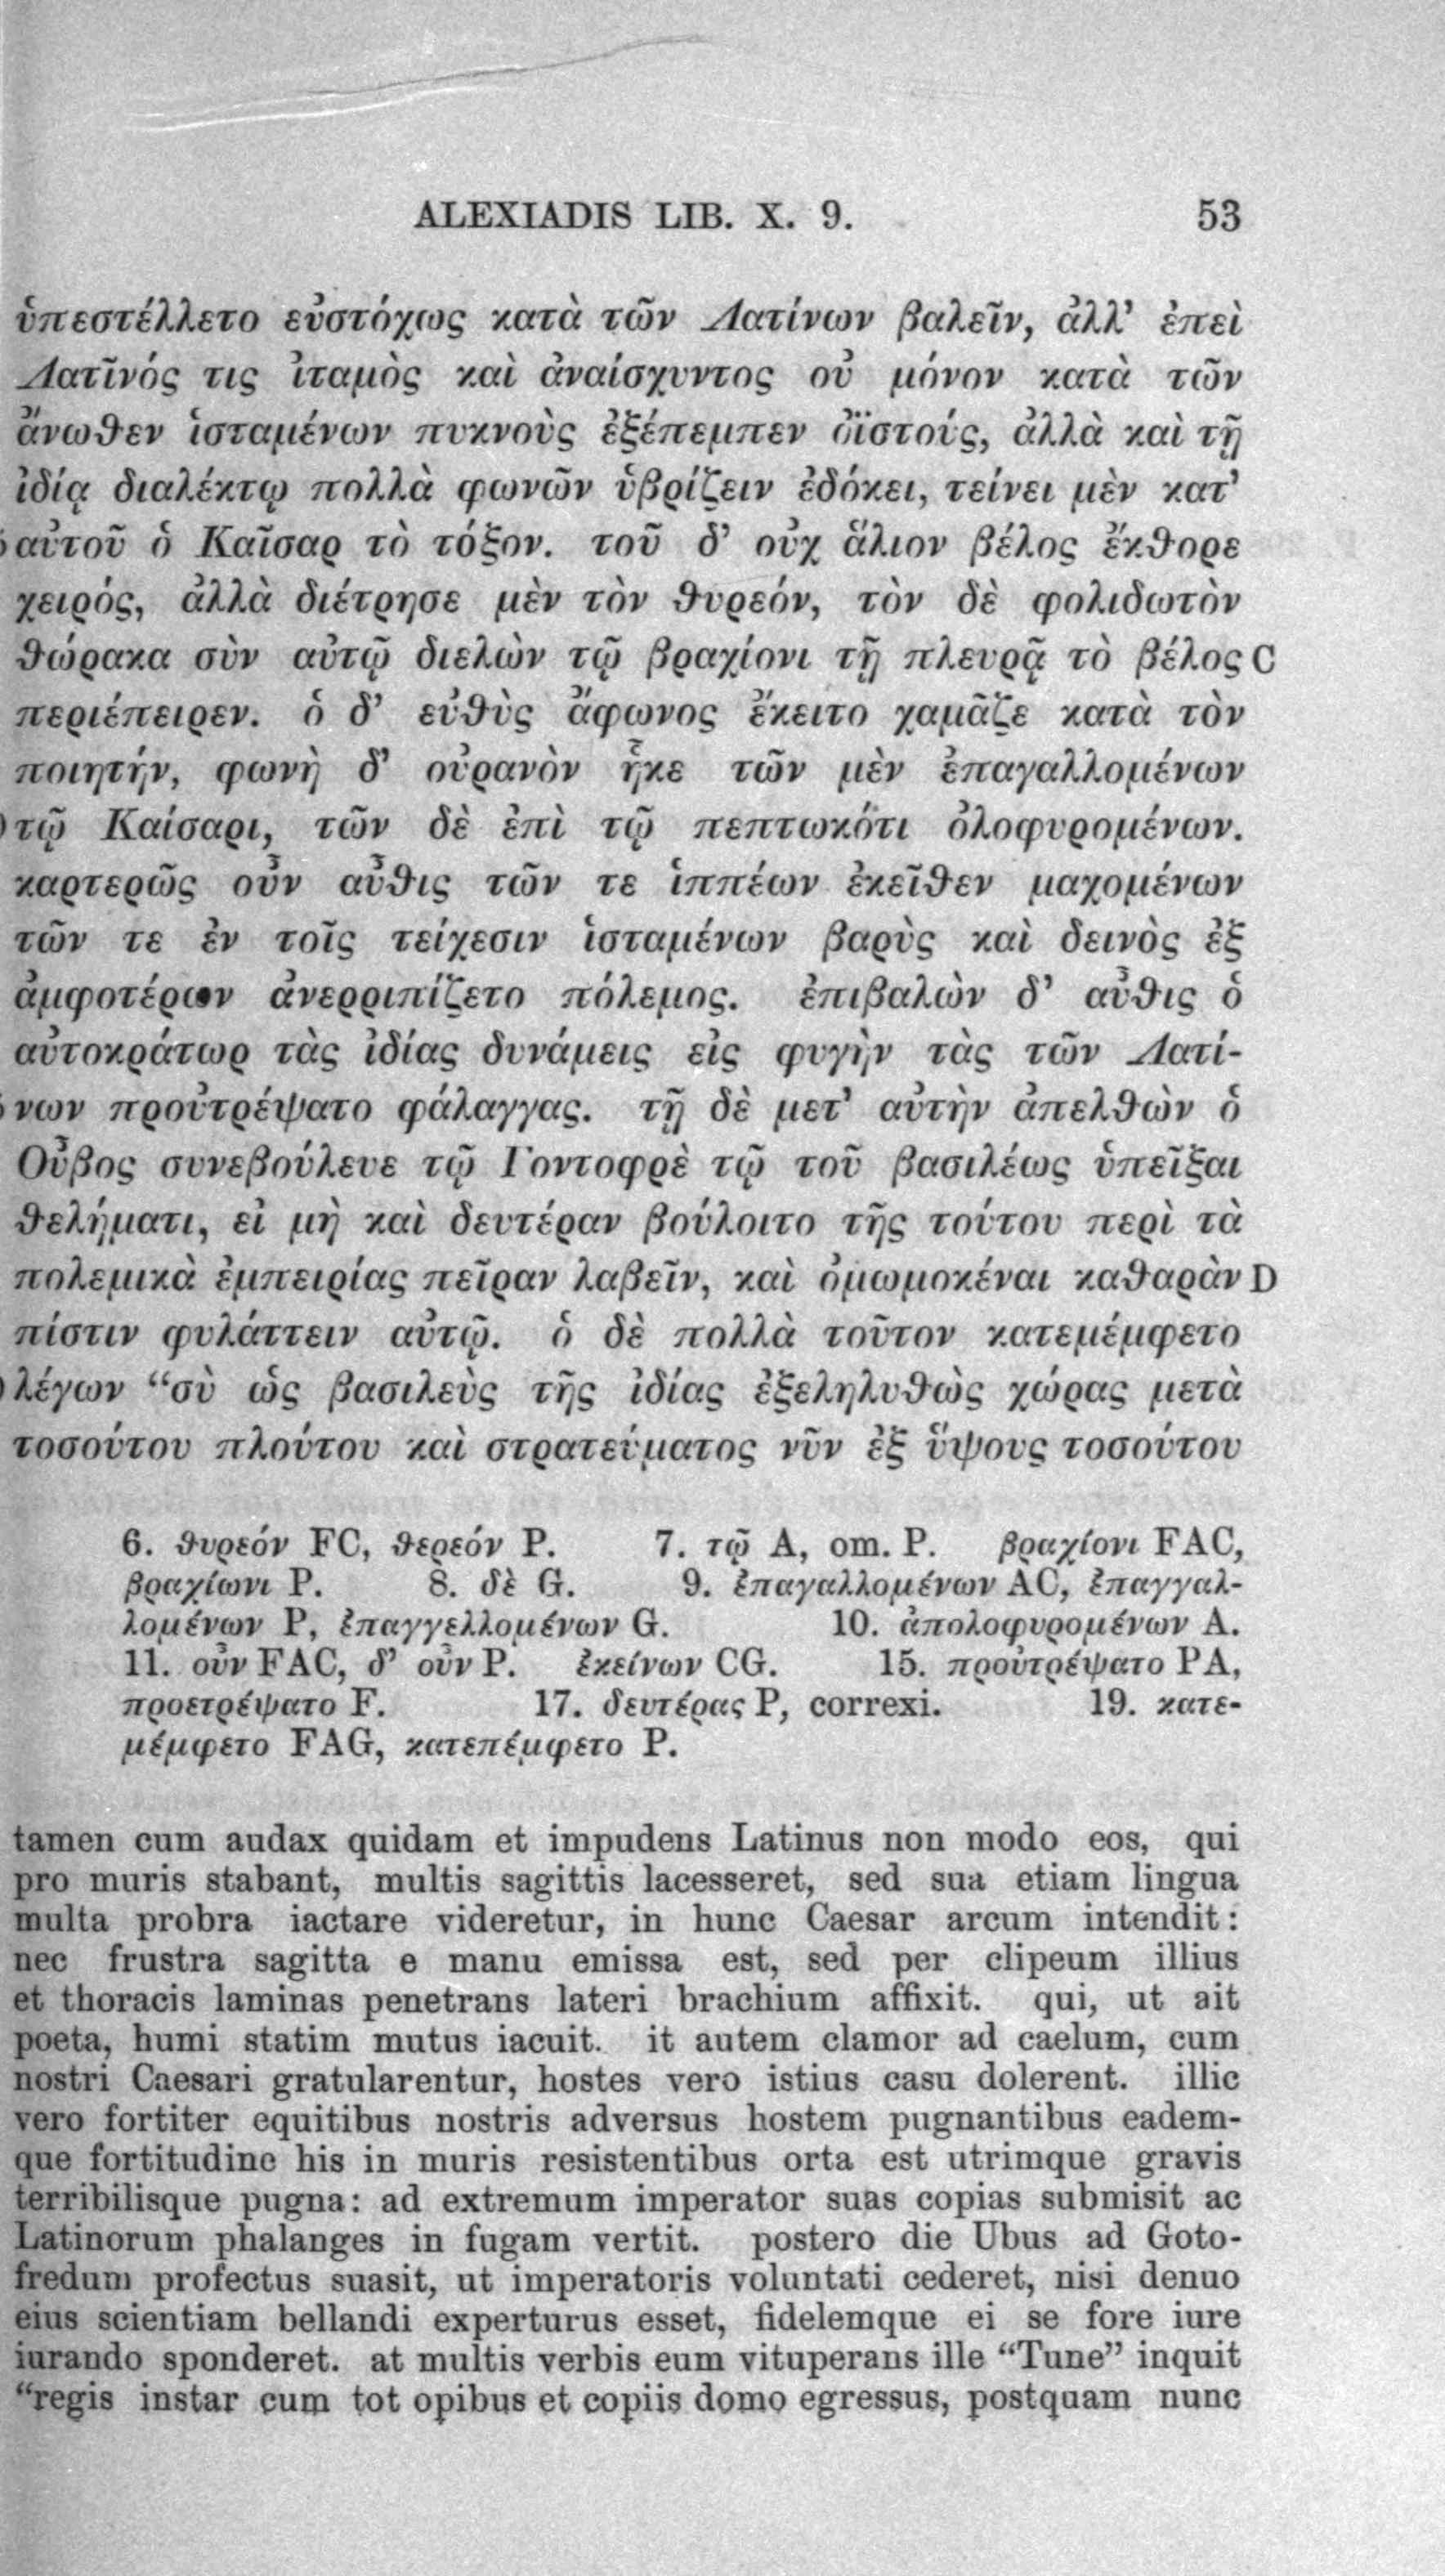 ALEXIADIS LIB. X. 9. 53
ὑπεστέλλετο εὐστόχως κατὰ τῶν Λατίνων βαλεῖν, ἀλλ’ ἐπεὶ
Λατῖνός τις ἰταμὸς καὶ ἀναίσχυντος οὐ μόνον κατὰ τῶν
ἄνωθεν ἱσταμένων πυκνοὺς ἐξέπεμπεν ὀϊστούς, ἀλλὰ καὶ τῇ
ἰδίᾳ διαλέκτῳ πολλὰ φωνῶν ὑβρίζειν ἐδόκει, τείνει μὲν κατ’
αὐτοῦ ὁ Καῖσαρ τὸ τόξον. τοῦ δ’ οὐχ ἅλιον βέλος ἔκθορε
χειρός, ἀλλὰ διέτρησε μὲν τὸν θυρεόν, τὸν δὲ φολιδωτὸν
θώρακα σὺν αὐτῷ διελὼν τῷ βραχίονι τῇ πλευρᾷ τὸ βέλος C
περιέπειρεν. ὁ δ’ εὐθὺς ἄφωνος ἔκειτο χαμᾶζε κατὰ τὸν
ποιητήν, φωνὴ δ’ οὐρανὸν ἧκε τῶν μὲν ἐπαγαλλομένων
τῷ Καίσαρι, τῶν δὲ ἐπὶ τῷ πεπτωκότι ὀλοφυρομένων.
καρτερῶς οὖν αὖθις τῶν τε ἱππέων ἐκεῖθεν μαχομένων
τῶν τε ἐν τοῖς τείχεσιν ἱσταμένων βαρὺς καὶ δεινὸς ἐξ
ἀμφοτέρων ἀνερριπίζετο πόλεμος. ἐπιβαλὼν δ’ αὖθις ὁ
αὐτοκράτωρ τὰς ἰδίας δυνάμεις εἰς φυγὴν τὰς τῶν Λατί-
νων προὐτρέψατο φάλαγγας. τῇ δὲ μετ’ αὐτὴν ἀπελθὼν ὁ
Οὖβος συνεβούλευε τῷ Γοντοφρὲ τῷ τοῦ βασιλέως ὑπεῖξαι
θελήματι, εἰ μὴ καὶ δευτέραν βούλοιτο τῆς τούτου περὶ τὰ
πολεμικὰ ἐμπειρίας πεῖραν λαβεῖν, καὶ ὀμωμοκέναι καθαρὰν D
πίστιν φυλάττειν αὐτῷ. ὁ δὲ πολλὰ τοῦτον κατεμέμφετο
λέγων “σὺ ὡς βασιλεὺς τῆς ἰδίας ἐξεληλυθὼς χώρας μετὰ
τοσούτου πλούτου καὶ στρατεύματος νῦν ἐξ ὕψους τοσούτου
6. θυρεόν FC, θερεόν P. 7. τῷ A, om. P. βραχίονι FAC,
βραχίωνι P. 8. δὲ G. 9. ἐπαγαλλομένων AC, ἐπαγγαλ-
λομένων P, ἐπαγγελλομένων G. 10. ἀπολοφυρομένων A.
11. οὖν FAC, δ’ οὖν P. ἐκείνων CG. 15. προὐτρέψατο PA,
προετρέψατο F. 17. δευτέρας P, correxi. 19. κατε-
μέμφετο FAG, κατεπέμφετο P.
tamen cum audax quidam et impudens Latinus non modo eos, qui
pro muris stabant, multis sagittis lacesseret, sed sua etiam lingua
multa probra iactare videretur, in hunc Caesar arcum intendit:
nec frustra sagitta e manu emissa est, sed per clipeum illius
et thoracis laminas penetrans lateri brachium affixit. qui, ut ait
poeta, humi statim mutus iacuit. it autem clamor ad caelum, cum
nostri Caesari gratularentur, hostes vero istius casu dolerent. illic
vero fortiter equitibus nostris adversus hostem pugnantibus eadem-
que fortitudine his in muris resistentibus orta est utrimque gravis
terribilisque pugna: ad extremum imperator suas copias submisit ac
Latinorum phalanges in fugam vertit. postero die Ubus ad Goto-
fredum profectus suasit, ut imperatoris voluntati cederet, nisi denuo
eius scientiam bellandi experturus esset, fidelemque ei se fore iure
iurando sponderet. at multis verbis eum vituperans ille “Tune” inquit
“regis instar cum tot opibus et copiis domo egressus, postquam nunc